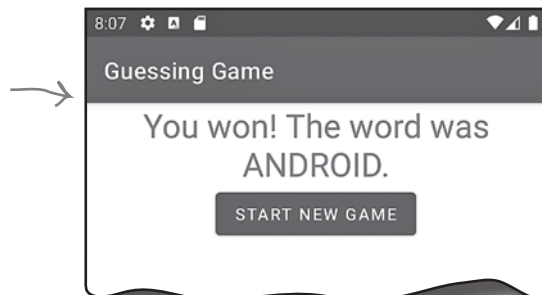 8:07
Guessing Game
You won! The word was
ANDROID.
START NEW GAME